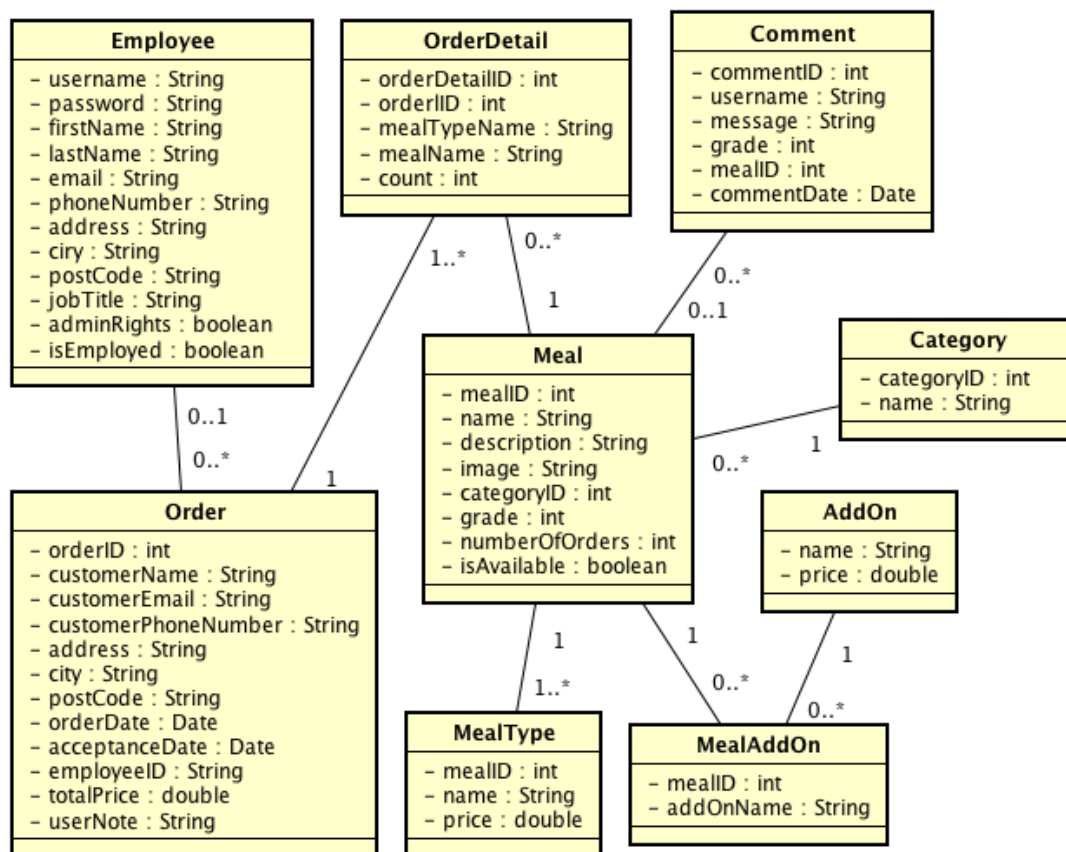 Employee
- username : String
- password : String
- firstName : String
- lastName : String
- email : String
- phoneNumber : String
- address : String
- ciry : String
- postCode : String
- jobTitle : String
- adminRights : boolean
- isEmployed : boolean
OrderDetail
- orderDetailID : int
- orderlID : int
- mealTypeName : String
- mealName : String
- count : int
Comment
- commentID : int
- username : String
- message : String
- grade : int
- mealID : int
- commentDate : Date
1..*
0..*
1
0..*
0..1
0..1
0..*
1
Meal
- mealID : int
- name : String
- description : String
- image : String
- categoryID : int
- grade : int
- numberOfOrders : int
- isAvailable : boolean
Category
- categoryID : int
- name : String
1
0..*
Order
- orderID : int
- customerName : String
- customerEmail : String
- customerPhoneNumber : String
- address : String
- city : String
- postCode : String
- orderDate : Date
- acceptanceDate : Date
- employeeID : String
- totalPrice : double
- userNote : String
AddOn
- name : String
- price : double
1
1..*
1
0..*
1
0..*
MealType
- mealID : int
- name : String
- price : double
MealAddOn
- mealID : int
- addOnName : String